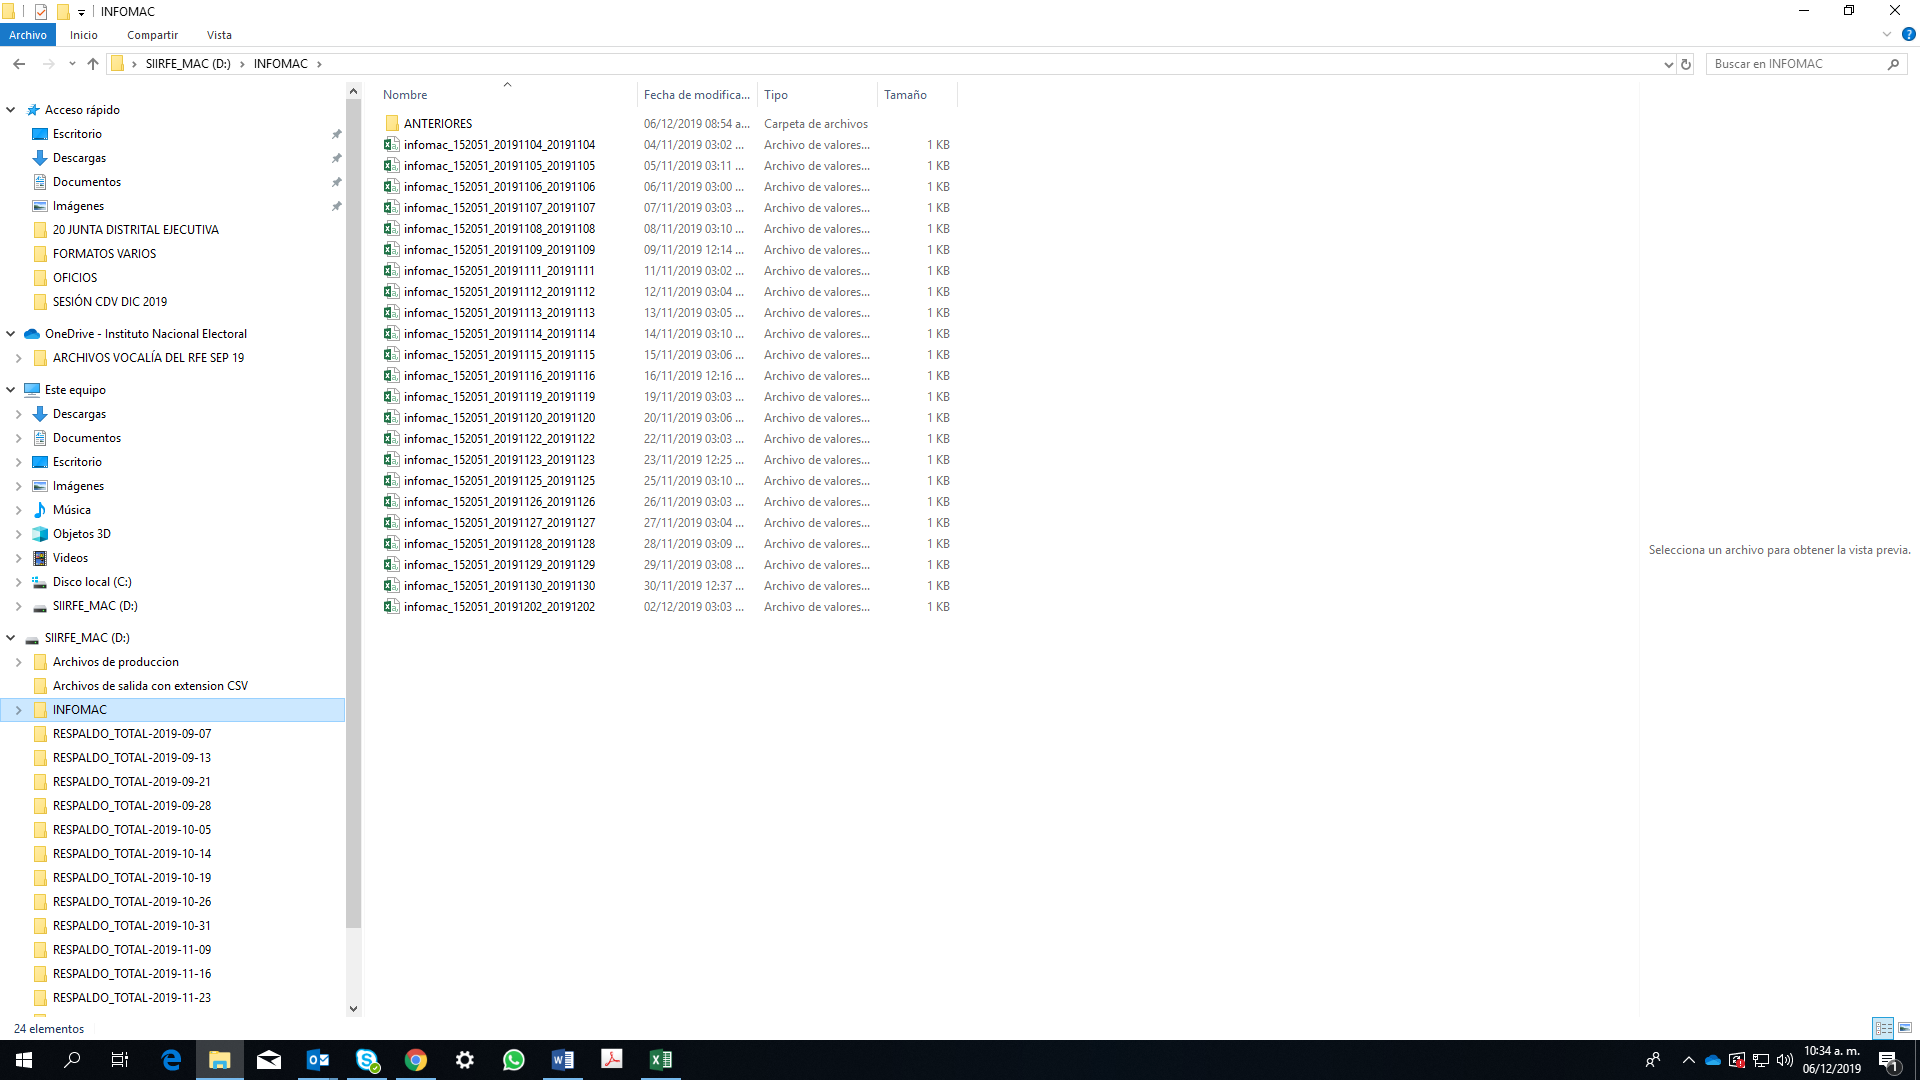 INFOMAC
Archivo Inicio Compartir Vista
SIIRFE_MAC (D:) INFOMAC
Buscar en INFOMAC
Acceso rápido
Escritorio
Descargas
Documentos
Imágenes
20 JUNTA DISTRITAL EJECUTIVA
FORMATOS VARIOS
OFICIOS
SESIÓN CDV DIC 2019
OneDrive - Instituto Nacional Electoral
ARCHIVOS VOCALÍA DEL RFE SEP 19
Este equipo
Descargas
Documentos
Escritorio
Imágenes
Música
Objetos 3D
Videos
Disco local (C:)
SIIRFE_MAC (D:)
SIIRFE_MAC (D:)
Archivos de produccion
Archivos de salida con extension CSV
INFOMAC
RESPALDO_TOTAL-2019-09-07
RESPALDO_TOTAL-2019-09-13
RESPALDO_TOTAL-2019-09-21
RESPALDO_TOTAL-2019-09-28
RESPALDO_TOTAL-2019-10-05
RESPALDO_TOTAL-2019-10-14
RESPALDO_TOTAL-2019-10-19
RESPALDO_TOTAL-2019-10-26
RESPALDO_TOTAL-2019-10-31
RESPALDO_TOTAL-2019-11-09
RESPALDO_TOTAL-2019-11-16
RESPALDO_TOTAL-2019-11-23
Nombre Fecha de modifica... Tipo Tamaño
ANTERIORES 06/12/2019 08:54 a... Carpeta de archivos
infomac_152051_20191104_20191104 04/11/2019 03:02 ... Archivo de valores... 1 KB
infomac_152051_20191105_20191105 05/11/2019 03:11 ... Archivo de valores... 1 KB
infomac_152051_20191106_20191106 06/11/2019 03:00 ... Archivo de valores... 1 KB
infomac_152051_20191107_20191107 07/11/2019 03:03 ... Archivo de valores... 1 KB
infomac_152051_20191108_20191108 08/11/2019 03:10 ... Archivo de valores... 1 KB
infomac_152051_20191109_20191109 09/11/2019 12:14 ... Archivo de valores... 1 KB
infomac_152051_20191111_20191111 11/11/2019 03:02 ... Archivo de valores... 1 KB
infomac_152051_20191112_20191112 12/11/2019 03:04 ... Archivo de valores... 1 KB
infomac_152051_20191113_20191113 13/11/2019 03:05 ... Archivo de valores... 1 KB
infomac_152051_20191114_20191114 14/11/2019 03:10 ... Archivo de valores... 1 KB
infomac_152051_20191115_20191115 15/11/2019 03:06 ... Archivo de valores... 1 KB
infomac_152051_20191116_20191116 16/11/2019 12:16 ... Archivo de valores... 1 KB
infomac_152051_20191119_20191119 19/11/2019 03:03 ... Archivo de valores... 1 KB
infomac_152051_20191120_20191120 20/11/2019 03:06 ... Archivo de valores... 1 KB
infomac_152051_20191122_20191122 22/11/2019 03:03 ... Archivo de valores... 1 KB
infomac_152051_20191123_20191123 23/11/2019 12:25 ... Archivo de valores... 1 KB
infomac_152051_20191125_20191125 25/11/2019 03:10 ... Archivo de valores... 1 KB
infomac_152051_20191126_20191126 26/11/2019 03:03 ... Archivo de valores... 1 KB
infomac_152051_20191127_20191127 27/11/2019 03:04 ... Archivo de valores... 1 KB
infomac_152051_20191128_20191128 28/11/2019 03:09 ... Archivo de valores... 1 KB
infomac_152051_20191129_20191129 29/11/2019 03:08 ... Archivo de valores... 1 KB
infomac_152051_20191130_20191130 30/11/2019 12:37 ... Archivo de valores... 1 KB
infomac_152051_20191202_20191202 02/12/2019 03:03 ... Archivo de valores... 1 KB
Selecciona un archivo para obtener la vista previa.
24 elementos
10:34 a. m.
06/12/2019
1